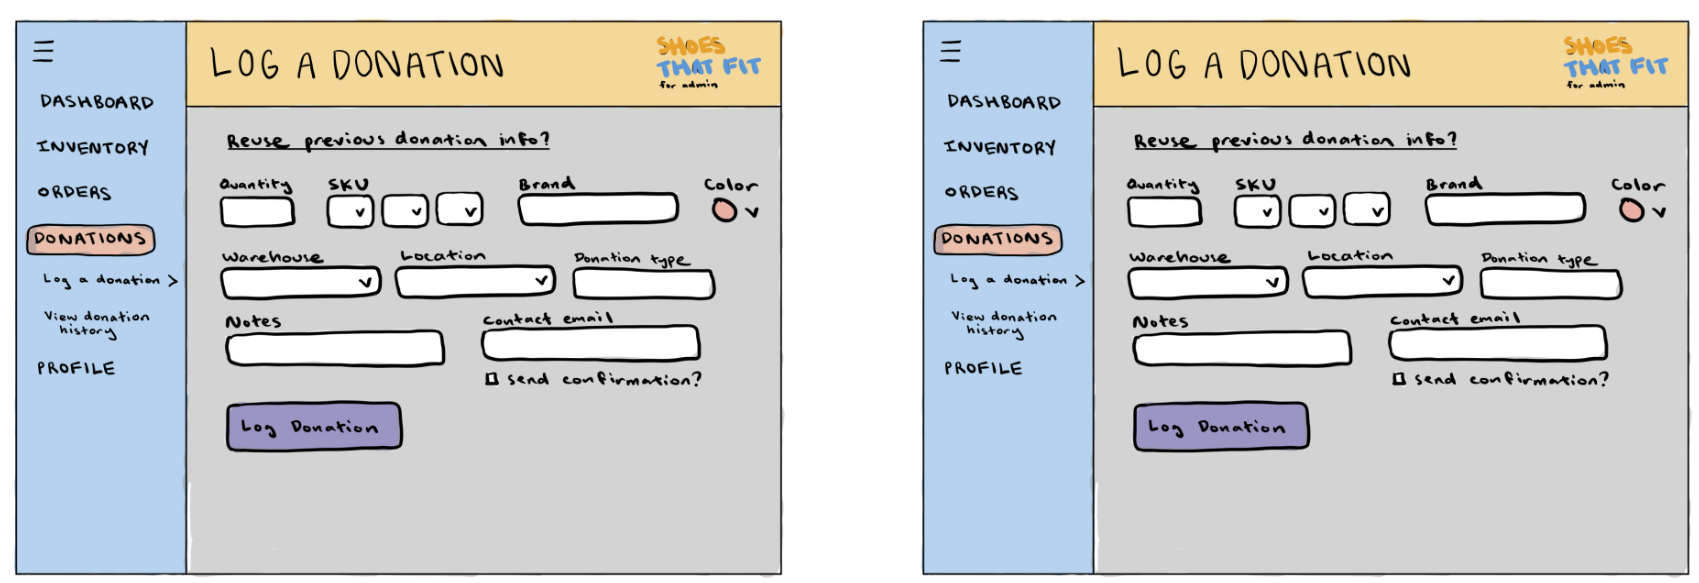 LOG A DONATION
SHOES
THAT FIT
for admin
DASHBOARD
INVENTORY
ORDERS
DONATIONS
Log a donation >
View donation
history
PROFILE
Reuse previous donation info?
Quantity SKU Brand Color
Warehouse Location Donation type
Notes Contact email
send confirmation?
Log Donation
LOG A DONATION
SHOES
THAT FIT
for admin
DASHBOARD
INVENTORY
ORDERS
DONATIONS
Log a donation >
View donation
history
PROFILE
Reuse previous donation info?
Quantity SKU Brand Color
Warehouse Location Donation type
Notes Contact email
send confirmation?
Log Donation